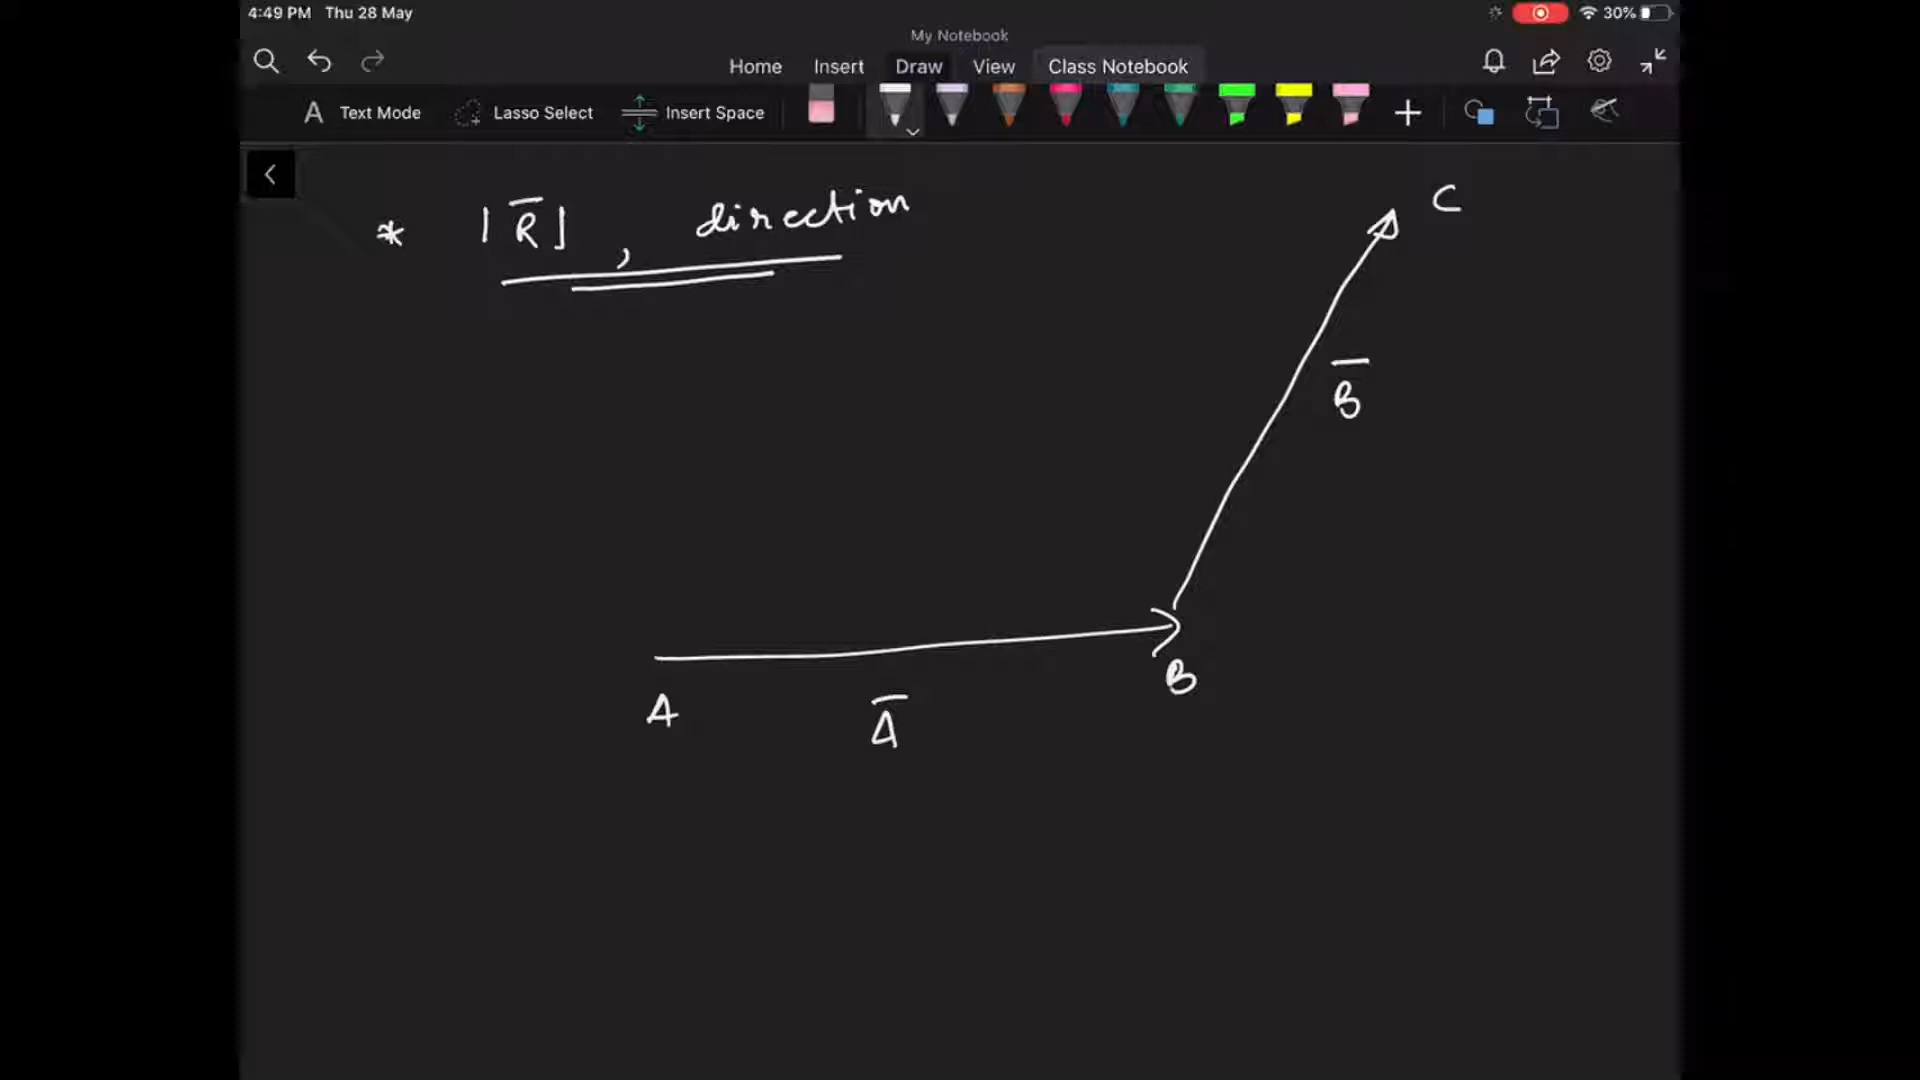 4:49 PM Thu 28 May 30%
My Notebook
Home Insert Draw View Class Notebook
A Text Mode Lasso Select Insert Space
* |R̅| , direction
C
B̅
B
A
A̅